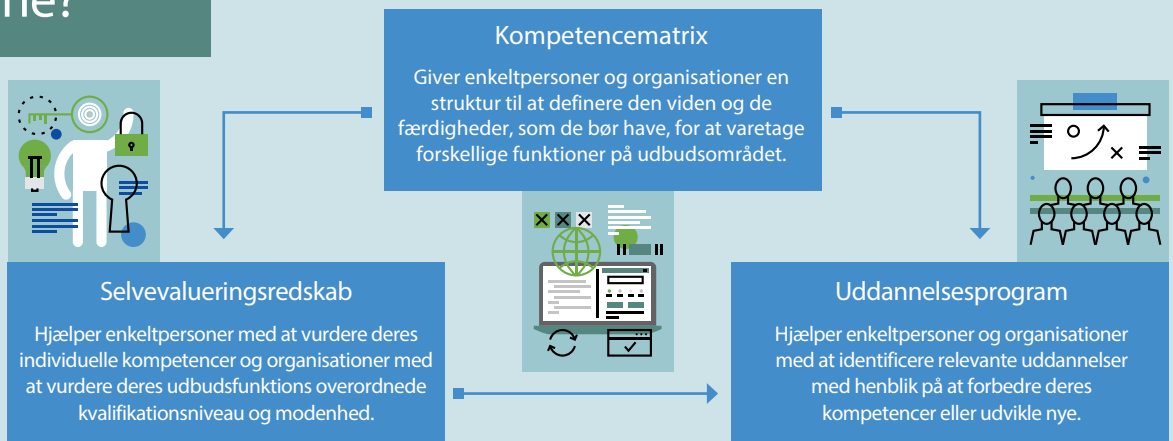 ne?
Kompetencematrix
Giver enkeltpersoner og organisationer en
struktur til at definere den viden og de
færdigheder, som de bør have, for at varetage
forskellige funktioner på udbudsområdet.
Selvevalueringsredskab
Hjælper enkeltpersoner med at vurdere deres
individuelle kompetencer og organisationer med
at vurdere deres udbudsfunktions overordnede
kvalifikationsniveau og modenhed.
Uddannelsesprogram
Hjælper enkeltpersoner og organisationer
med at identificere relevante uddannelser
med henblik på at forbedre deres
kompetencer eller udvikle nye.